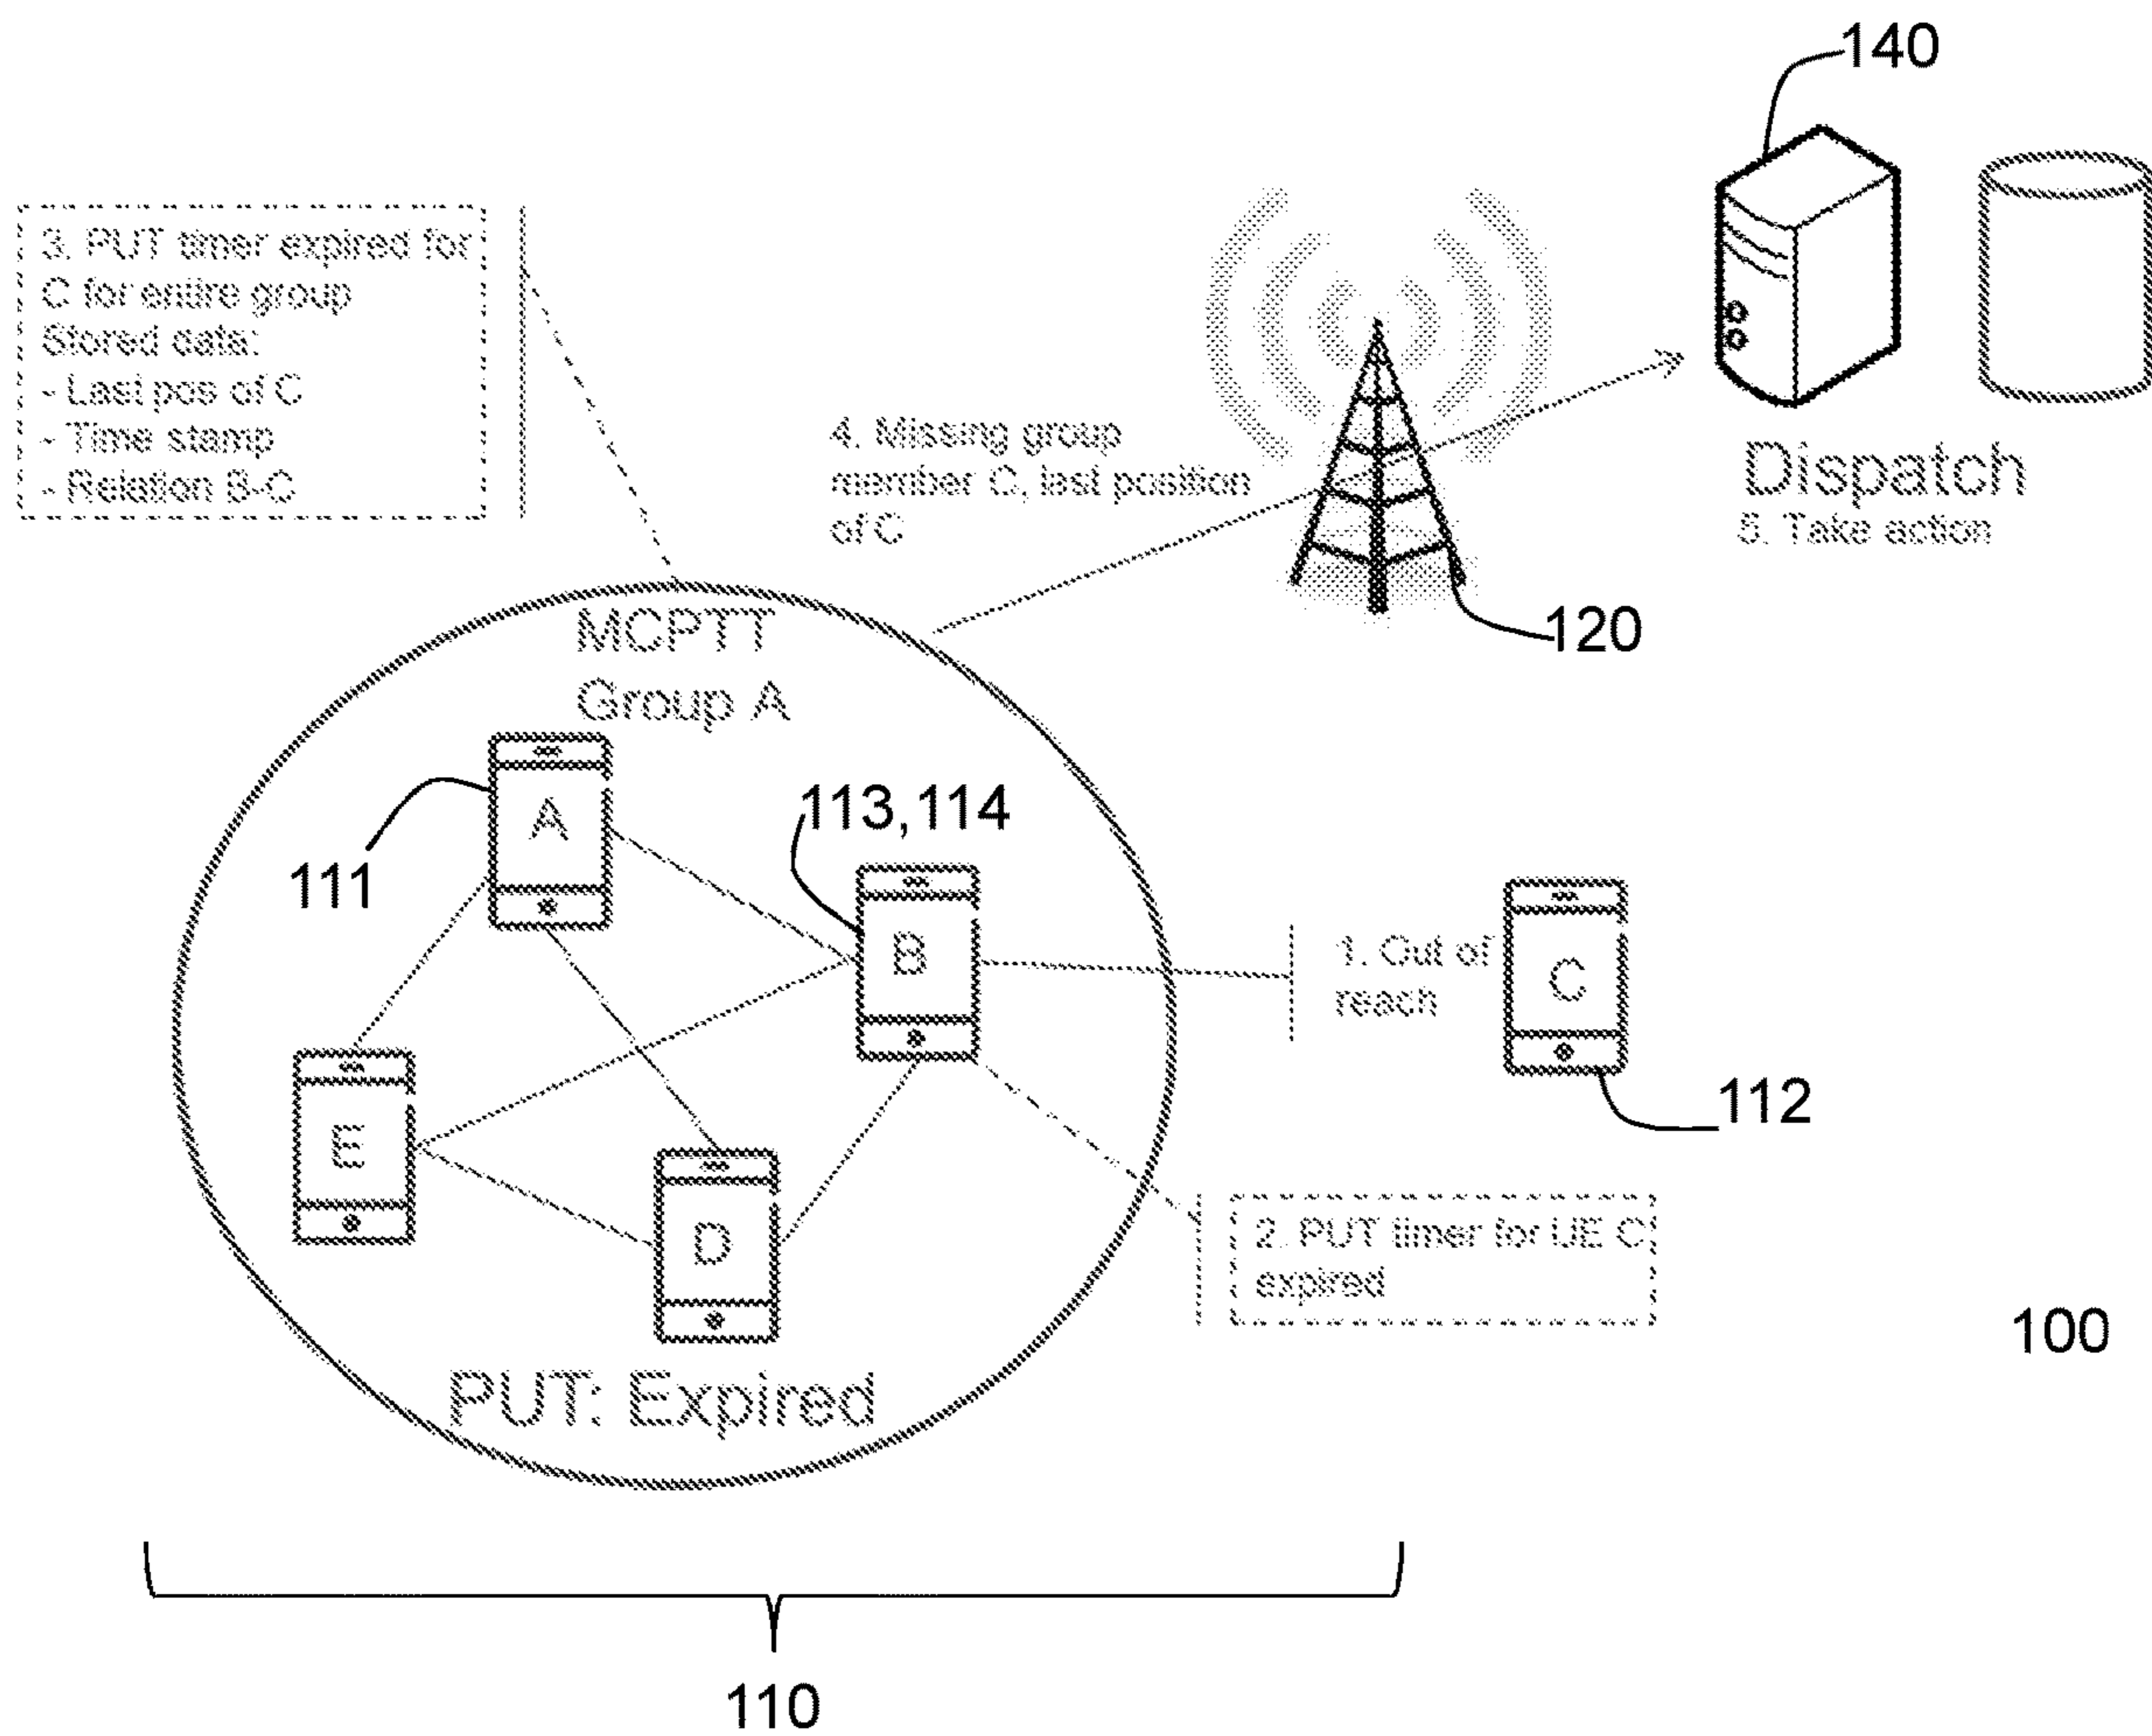 140
3. PUT timer expired for
C for entire group
Stored data:
- Last pos of C
- Time stamp
- Relation B-C
4. Missing group
member C, last position
of C
Dispatch
5. Take action
120
MCPTT
Group A
A
111
113,114
B
1. Out of
reach
C
112
E
D
2. PUT timer for UE C
expired
PUT: Expired
100
110